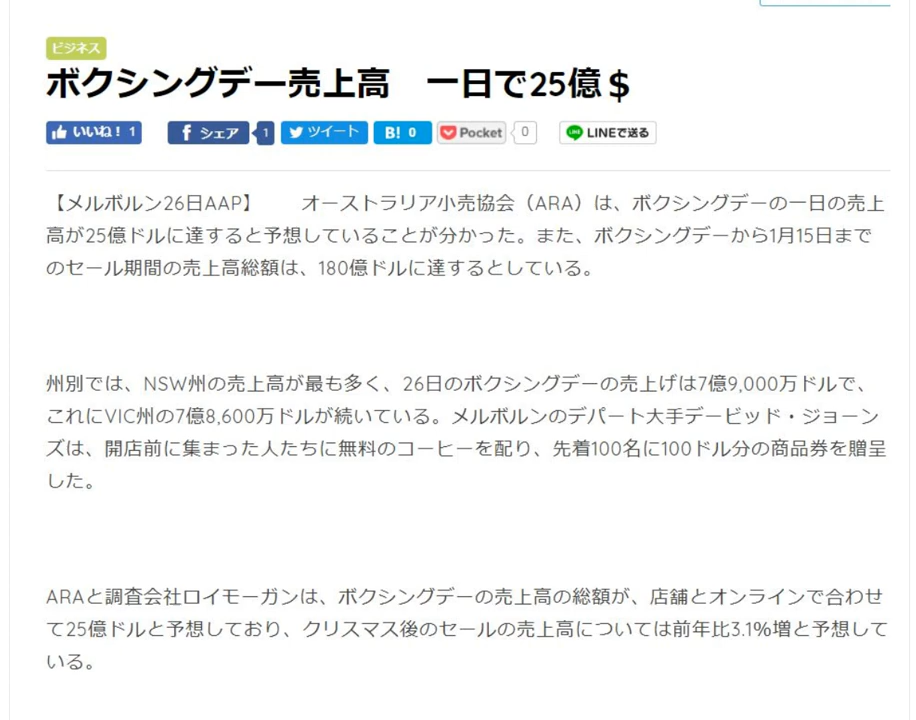 ビジネス
ボクシングデー売上高　一日で25億＄
いいね！ 1
シェア 1
ツイート
B! 0
Pocket 0
LINEで送る
【メルボルン26日AAP】　　オーストラリア小売協会（ARA）は、ボクシングデーの一日の売上
高が25億ドルに達すると予想していることが分かった。また、ボクシングデーから1月15日まで
のセール期間の売上高総額は、180億ドルに達するとしている。
州別では、NSW州の売上高が最も多く、26日のボクシングデーの売上げは7億9,000万ドルで、
これにVIC州の7億8,600万ドルが続いている。メルボルンのデパート大手デービッド・ジョーン
ズは、開店前に集まった人たちに無料のコーヒーを配り、先着100名に100ドル分の商品券を贈呈
した。
ARAと調査会社ロイモーガンは、ボクシングデーの売上高の総額が、店舗とオンラインで合わせ
て25億ドルと予想しており、クリスマス後のセールの売上高については前年比3.1％増と予想して
いる。